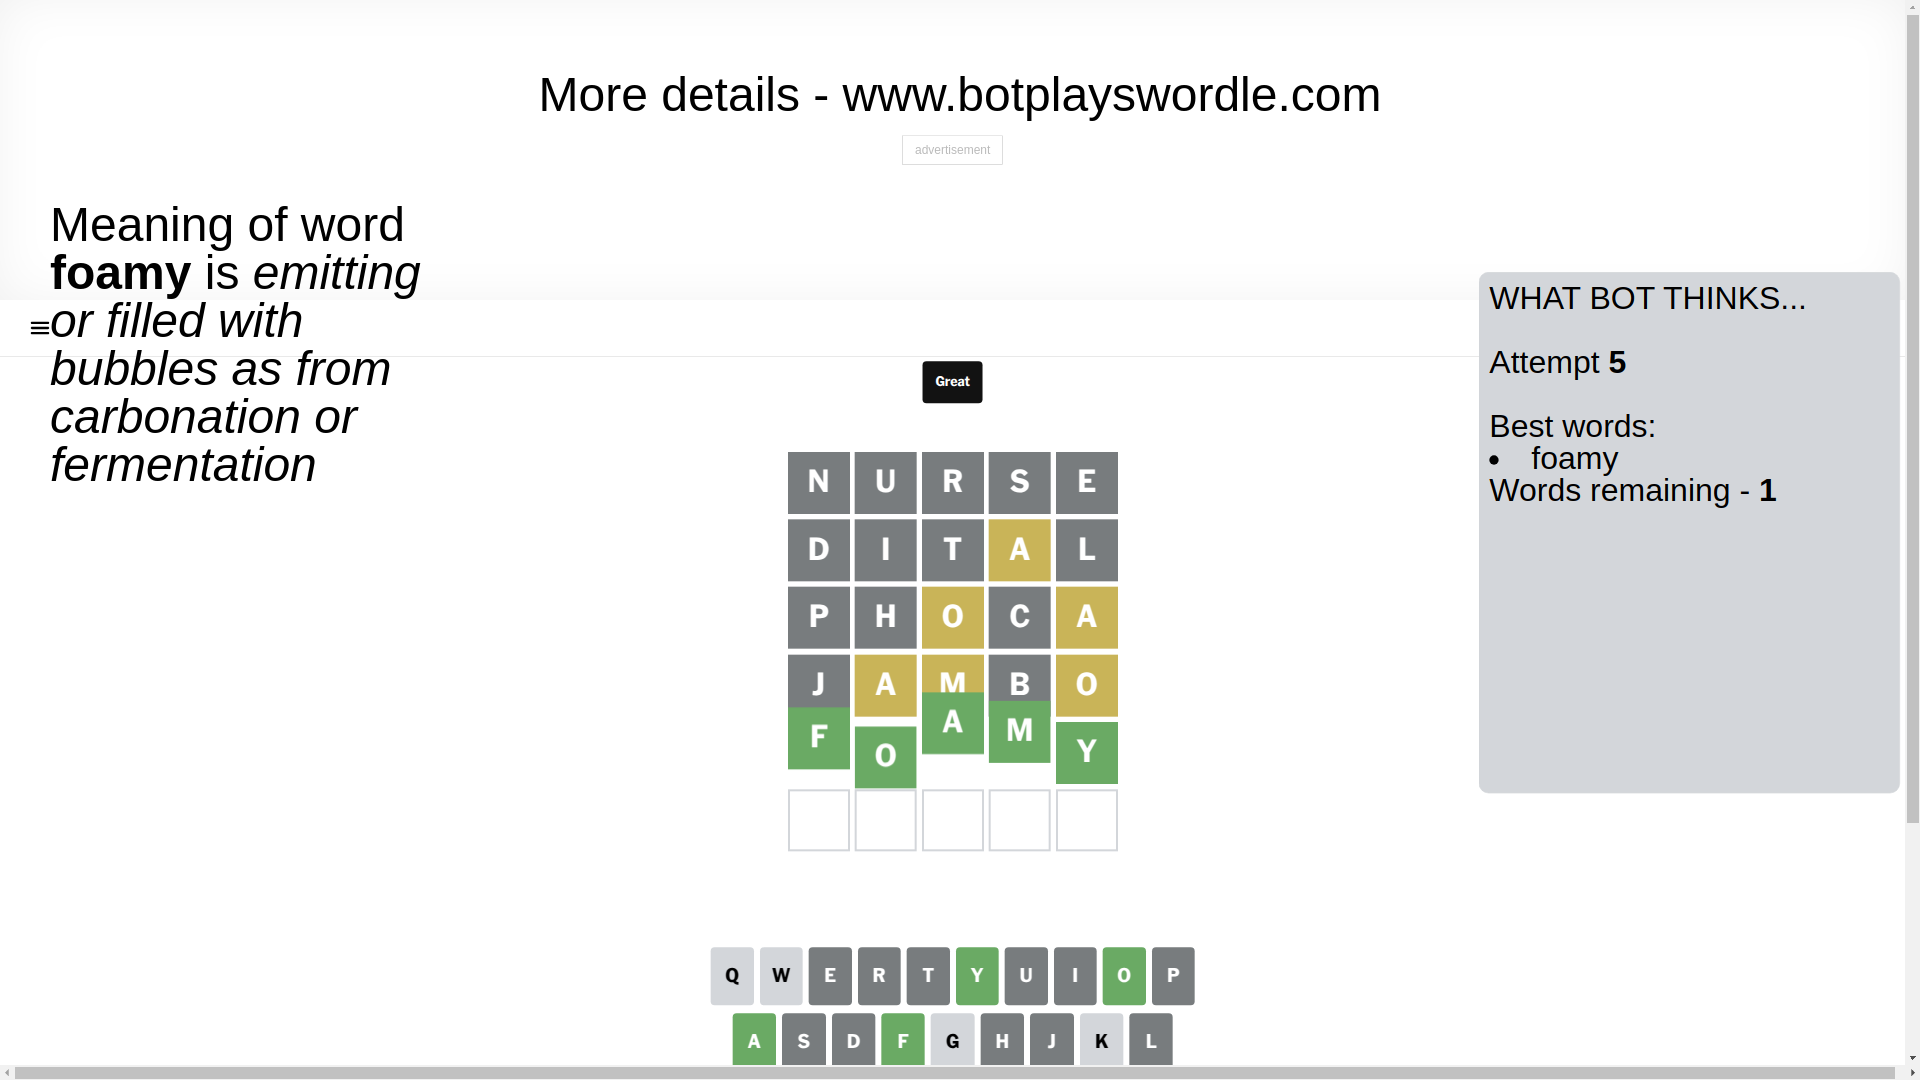 More details - www.botplayswordle.com
advertisement
Meaning of word
foamy is emitting
or filled with
bubbles as from
carbonation or
fermentation
WHAT BOT THINKS...
Attempt 5
Best words:
• foamy
Words remaining - 1
Great
N U R S E
D I T A L
P H O C A
J A M B O
F O A M Y
Q W E R T Y U I O P
A S D F G H J K L